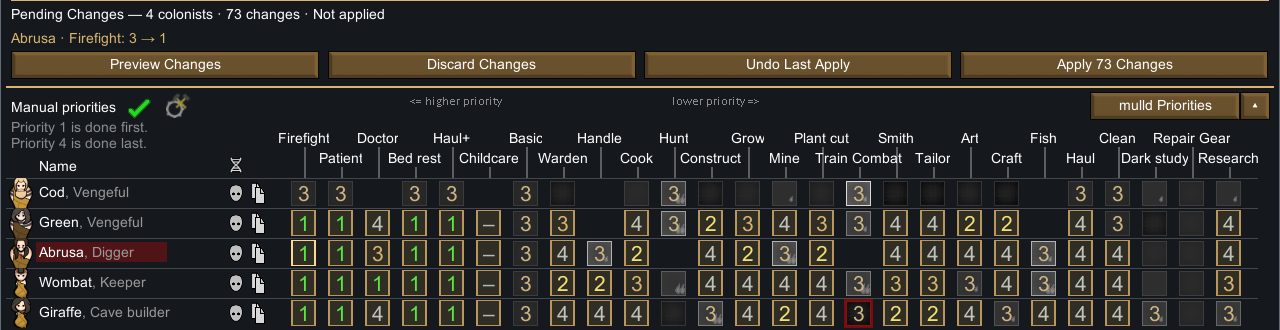 Pending Changes — 4 colonists · 73 changes · Not applied
Abrusa · Firefight: 3 → 1
Preview Changes
Discard Changes
Undo Last Apply
Apply 73 Changes
Manual priorities
<= higher priority
lower priority =>
mulld Priorities
Priority 1 is done first.
Priority 4 is done last.
Firefight Doctor Haul+ Basic Handle Hunt Grow Plant cut Smith Art Fish Clean Repair Gear
Name Patient Bed rest Childcare Warden Cook Construct Mine Train Combat Tailor Craft Haul Dark study Research
Cod, Vengeful 3 3 3 3 3 3 3 3 3
Green, Vengeful 1 1 4 1 1 – 3 3 4 3 2 3 4 3 3 4 4 2 2 4 3 4
Abrusa, Digger 1 1 3 1 1 – 3 4 3 2 4 2 3 2 4 4 4 4 3 4 4 4
Wombat, Keeper 1 1 1 1 1 – 3 2 2 3 4 4 4 4 3 3 3 3 4 3 4 4 3
Giraffe, Cave builder 1 1 4 1 1 – 3 4 4 4 3 4 2 4 3 2 2 4 3 4 4 4 3 3